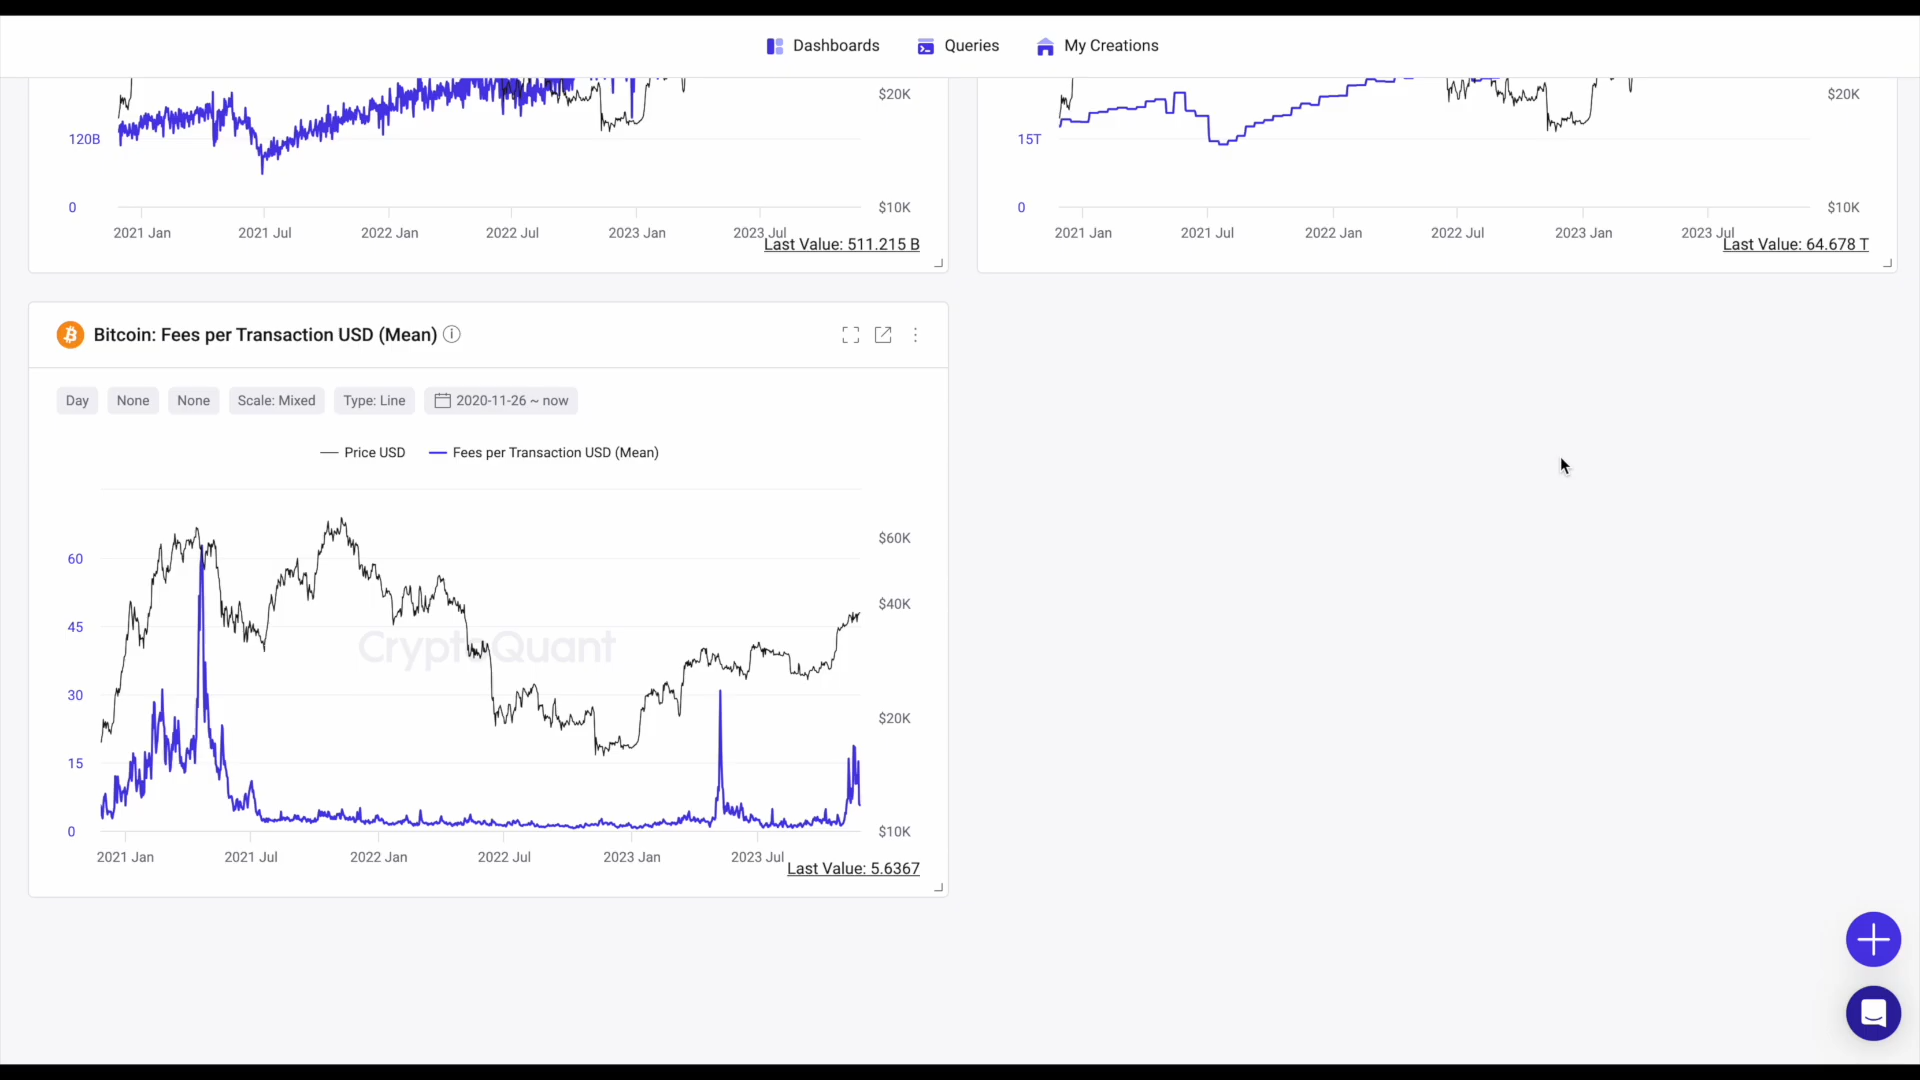 Dashboards Queries My Creations
$20K $20K
120B 15T
0 $10K 0 $10K
2021 Jan 2021 Jul 2022 Jan 2022 Jul 2023 Jan 2023 Jul 2021 Jan 2021 Jul 2022 Jan 2022 Jul 2023 Jan 2023 Jul
Last Value: 511.215 B Last Value: 64.678 T
Bitcoin: Fees per Transaction USD (Mean)
Day None None Scale: Mixed Type: Line 2020-11-26 ~ now
Price USD Fees per Transaction USD (Mean)
$60K
60
$40K
45
CryptoQuant
30
$20K
15
0 $10K
2021 Jan 2021 Jul 2022 Jan 2022 Jul 2023 Jan 2023 Jul
Last Value: 5.6367